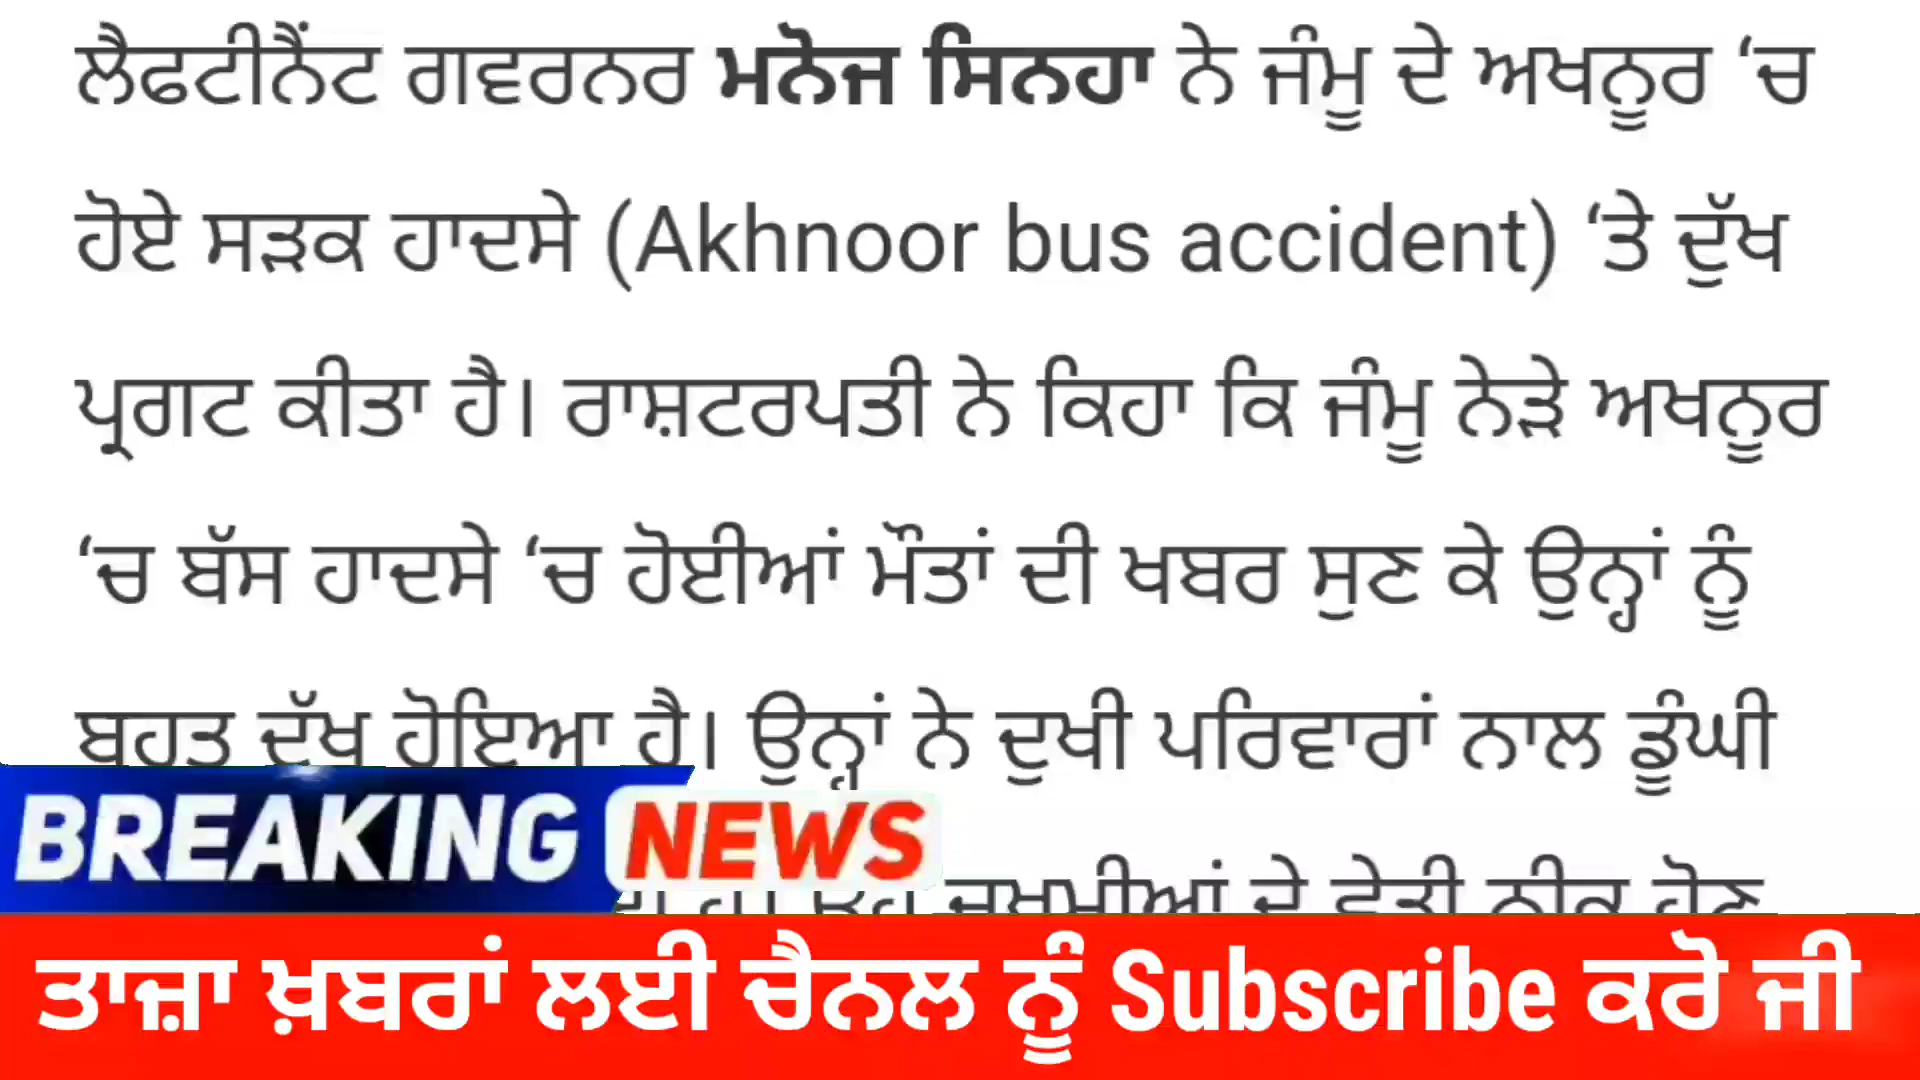 ਲੈਫਟੀਨੈਂਟ ਗਵਰਨਰ ਮਨੋਜ ਸਿਨਹਾ ਨੇ ਜੰਮੂ ਦੇ ਅਖਨੂਰ ‘ਚ
ਹੋਏ ਸੜਕ ਹਾਦਸੇ (Akhnoor bus accident) ‘ਤੇ ਦੁੱਖ
ਪ੍ਰਗਟ ਕੀਤਾ ਹੈ। ਰਾਸ਼ਟਰਪਤੀ ਨੇ ਕਿਹਾ ਕਿ ਜੰਮੂ ਨੇੜੇ ਅਖਨੂਰ
‘ਚ ਬੱਸ ਹਾਦਸੇ ‘ਚ ਹੋਈਆਂ ਮੌਤਾਂ ਦੀ ਖਬਰ ਸੁਣ ਕੇ ਉਨ੍ਹਾਂ ਨੂੰ
ਬਹੁਤ ਦੁੱਖ ਹੋਇਆ ਹੈ। ਉਨ੍ਹਾਂ ਨੇ ਦੁਖੀ ਪਰਿਵਾਰਾਂ ਨਾਲ ਡੂੰਘੀ
BREAKING NEWS
ਜ਼ਖਮੀਆਂ ਦੇ ਛੇਤੀ ਠੀਕ ਹੋਣ
ਤਾਜ਼ਾ ਖ਼ਬਰਾਂ ਲਈ ਚੈਨਲ ਨੂੰ Subscribe ਕਰੋ ਜੀ